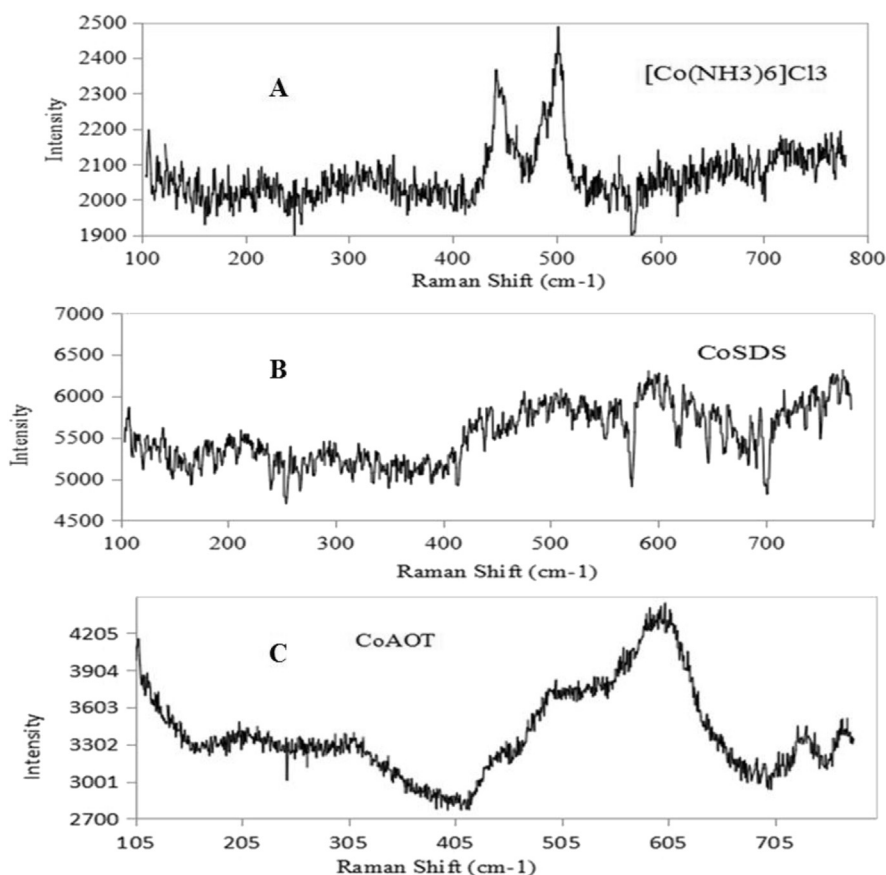 2500
2400
2300
2200
2100
2000
1900
Intensity
A
[Co(NH3)6]Cl3
100 200 300 400 500 600 700 800
Raman Shift (cm-1)
7000
6500
6000
5500
5000
4500
Intensity
B
CoSDS
100 200 300 400 500 600 700
Raman Shift (cm-1)
4205
3904
3603
3302
3001
2700
Intensity
C
CoAOT
105 205 305 405 505 605 705
Raman Shift (cm-1)